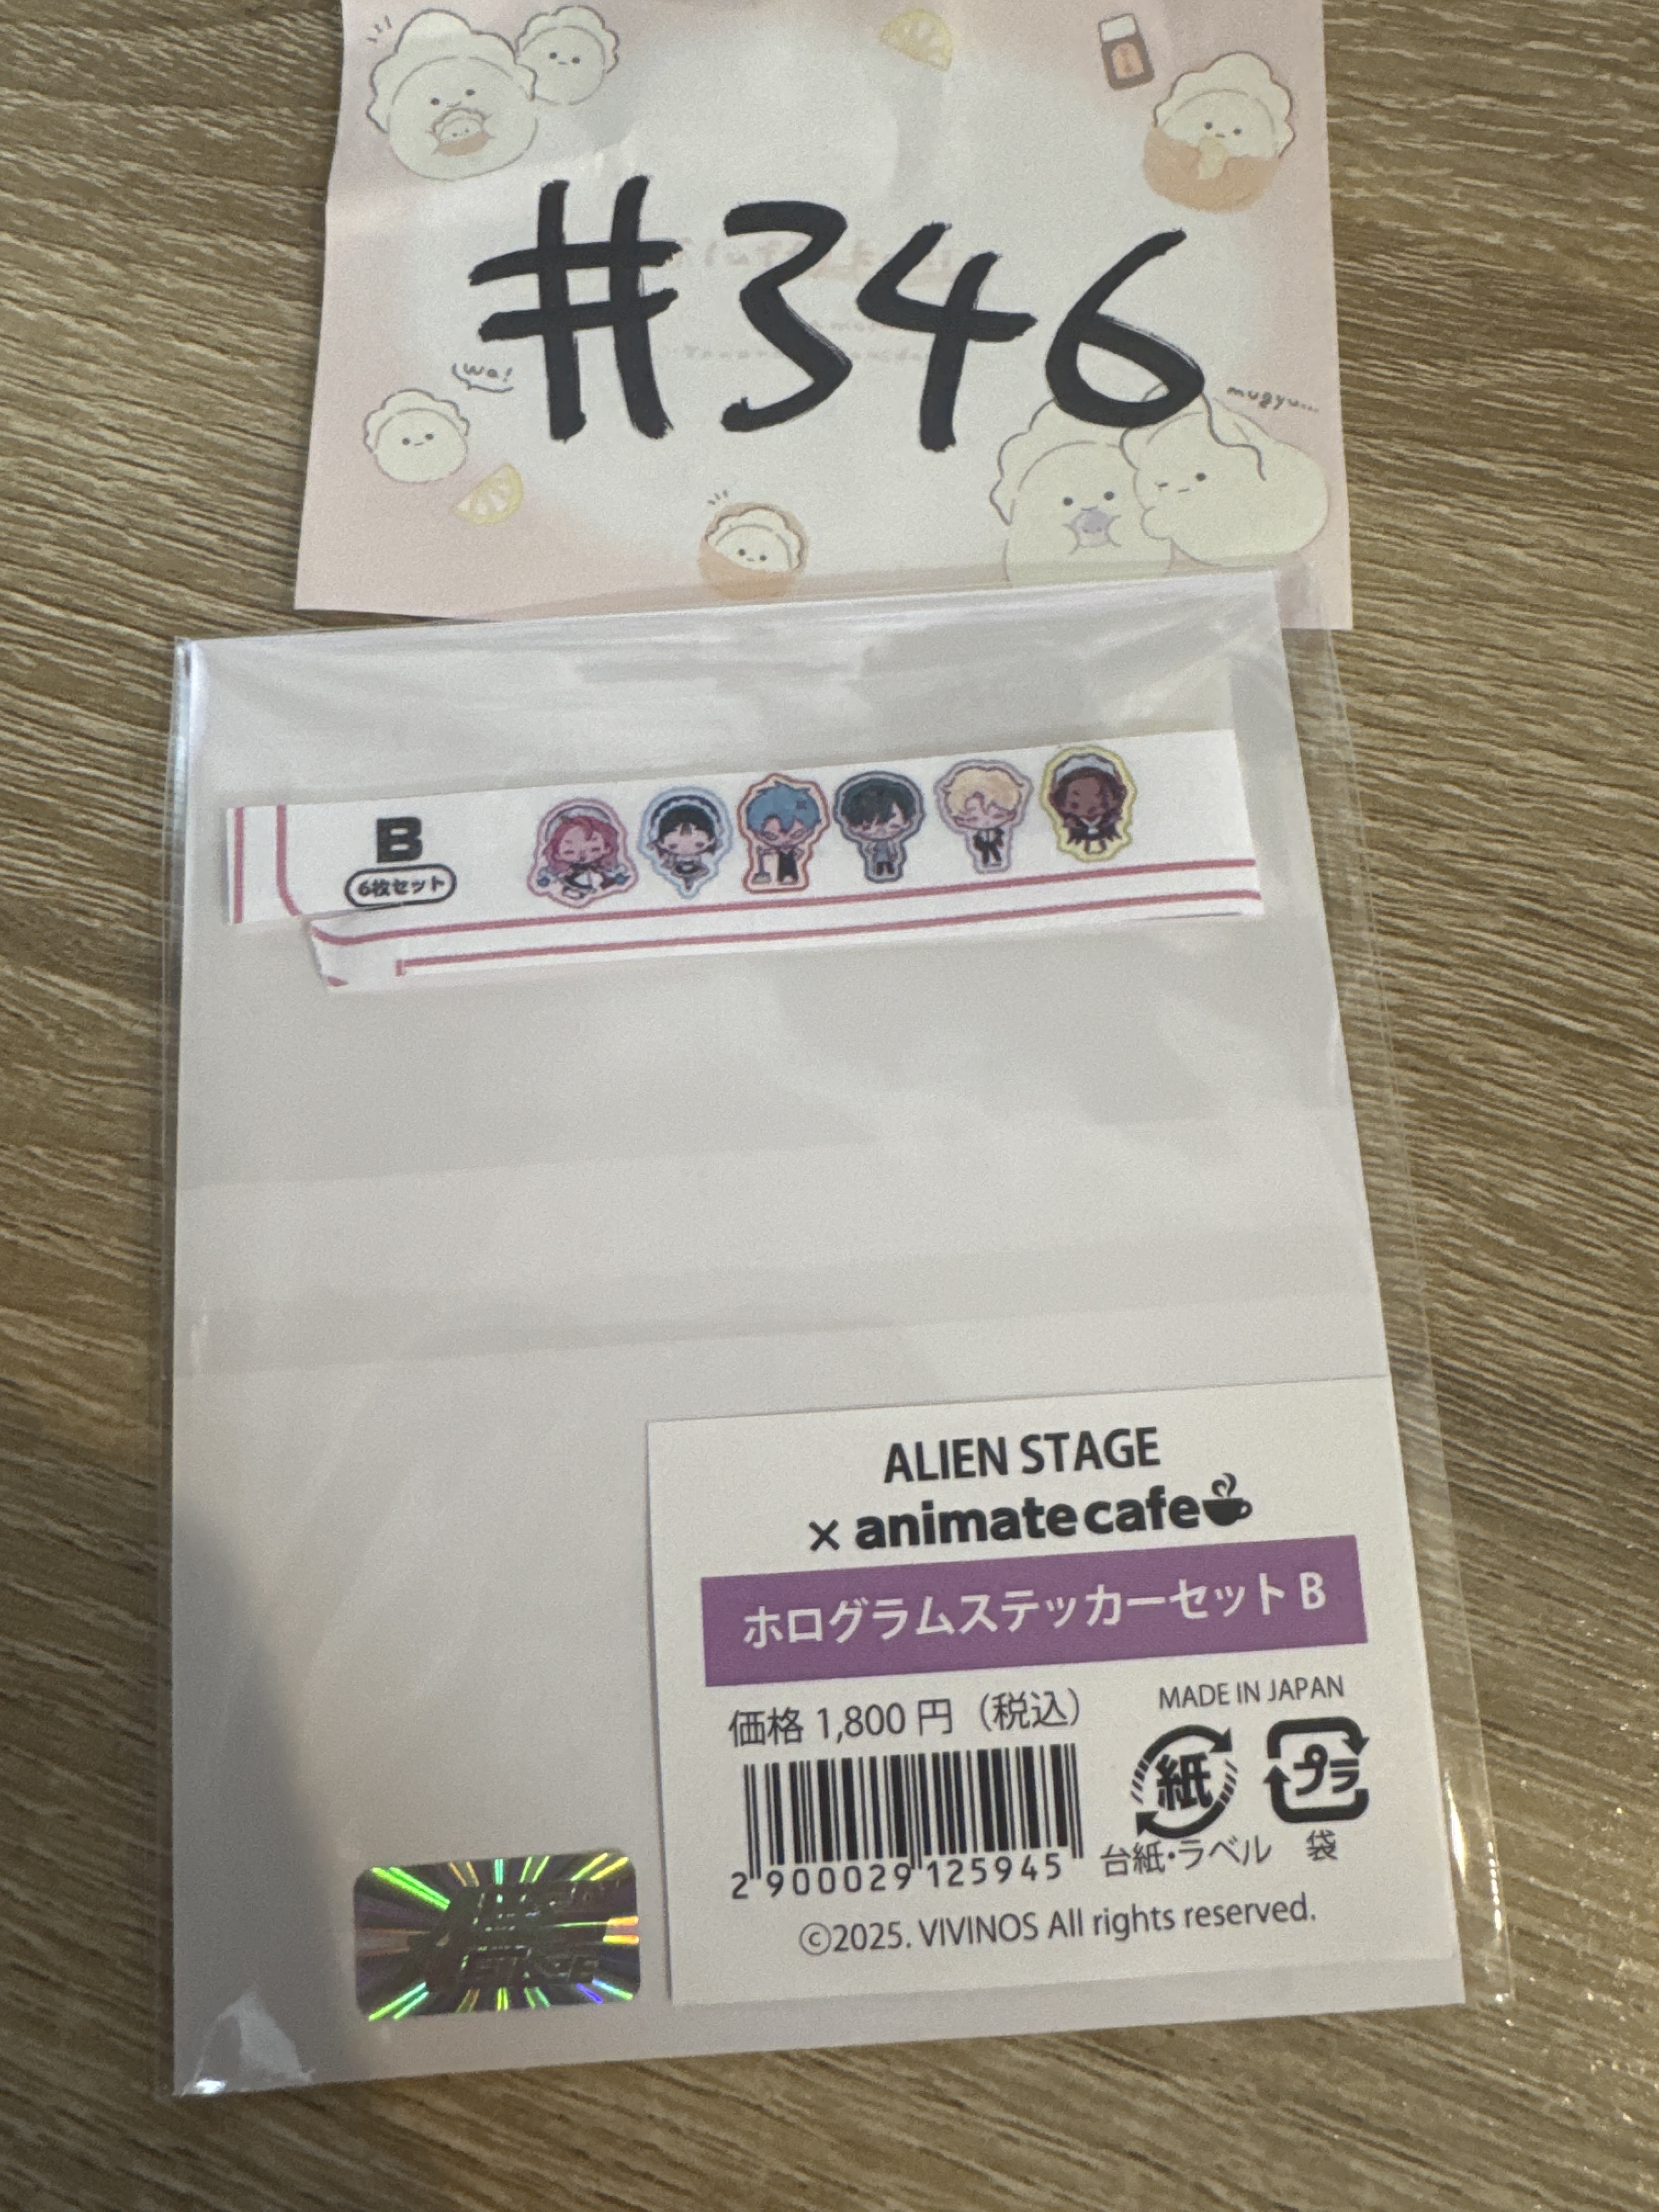 #346
wa!
mugyu...
B
6枚セット
ALIEN STAGE
× animate cafe
ホログラムステッカーセット B
価格 1,800 円（税込）
MADE IN JAPAN
紙
プラ
台紙・ラベル
袋
2 900029 125945
©2025. VIVINOS All rights reserved.